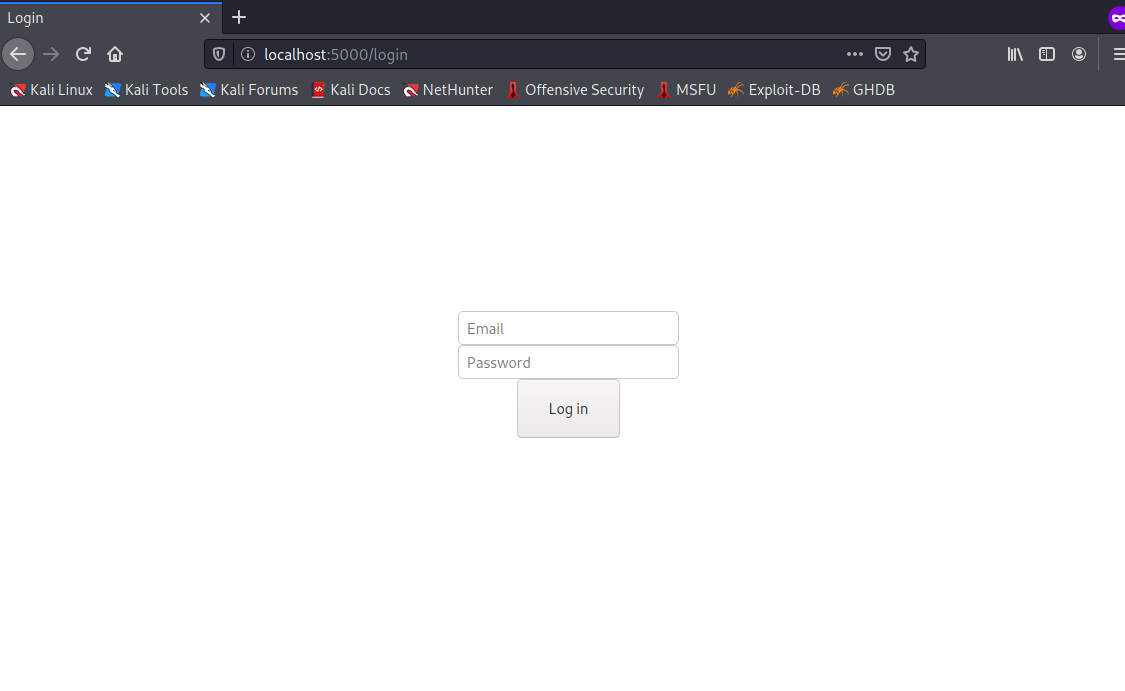 Login
localhost:5000/login
Kali Linux Kali Tools Kali Forums Kali Docs NetHunter Offensive Security MSFU Exploit-DB GHDB
Email
Password
Log in